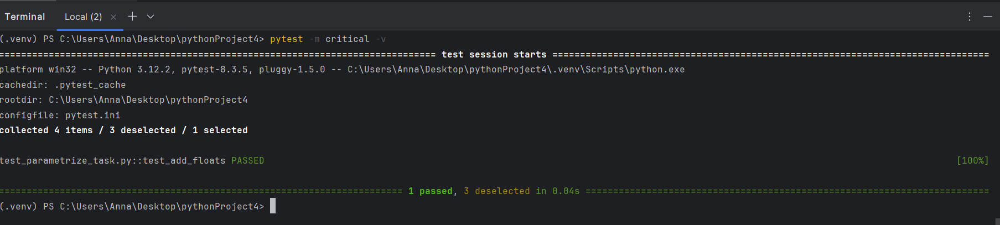 Terminal Local (2) × + 
(.venv) PS C:\Users\Anna\Desktop\pythonProject4> pytest -m critical -v
=============================================================================== test session starts ===============================================================================
platform win32 -- Python 3.12.2, pytest-8.3.5, pluggy-1.5.0 -- C:\Users\Anna\Desktop\pythonProject4\.venv\Scripts\python.exe
cachedir: .pytest_cache
rootdir: C:\Users\Anna\Desktop\pythonProject4
configfile: pytest.ini
collected 4 items / 3 deselected / 1 selected
test_parametrize_task.py::test_add_floats PASSED [100%]
========================================================================= 1 passed, 3 deselected in 0.04s =========================================================================
(.venv) PS C:\Users\Anna\Desktop\pythonProject4>